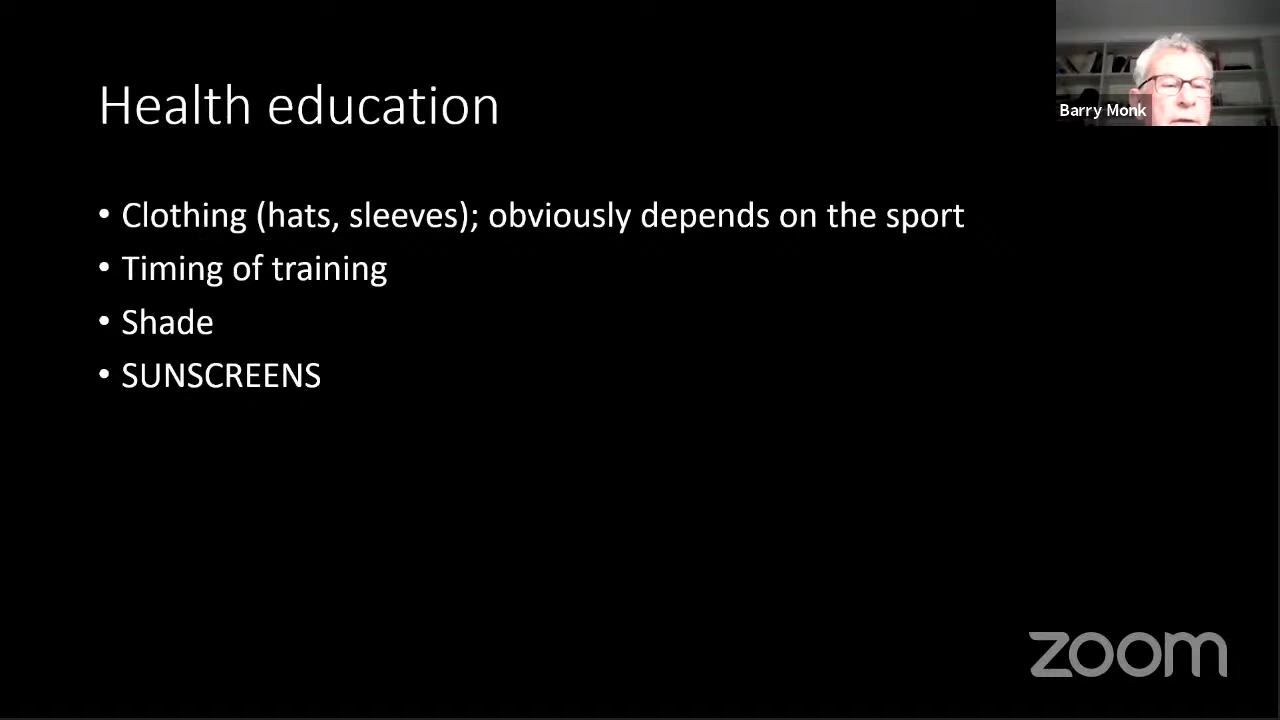 Health education
Barry Monk
• Clothing (hats, sleeves); obviously depends on the sport
• Timing of training
• Shade
• SUNSCREENS
zoom